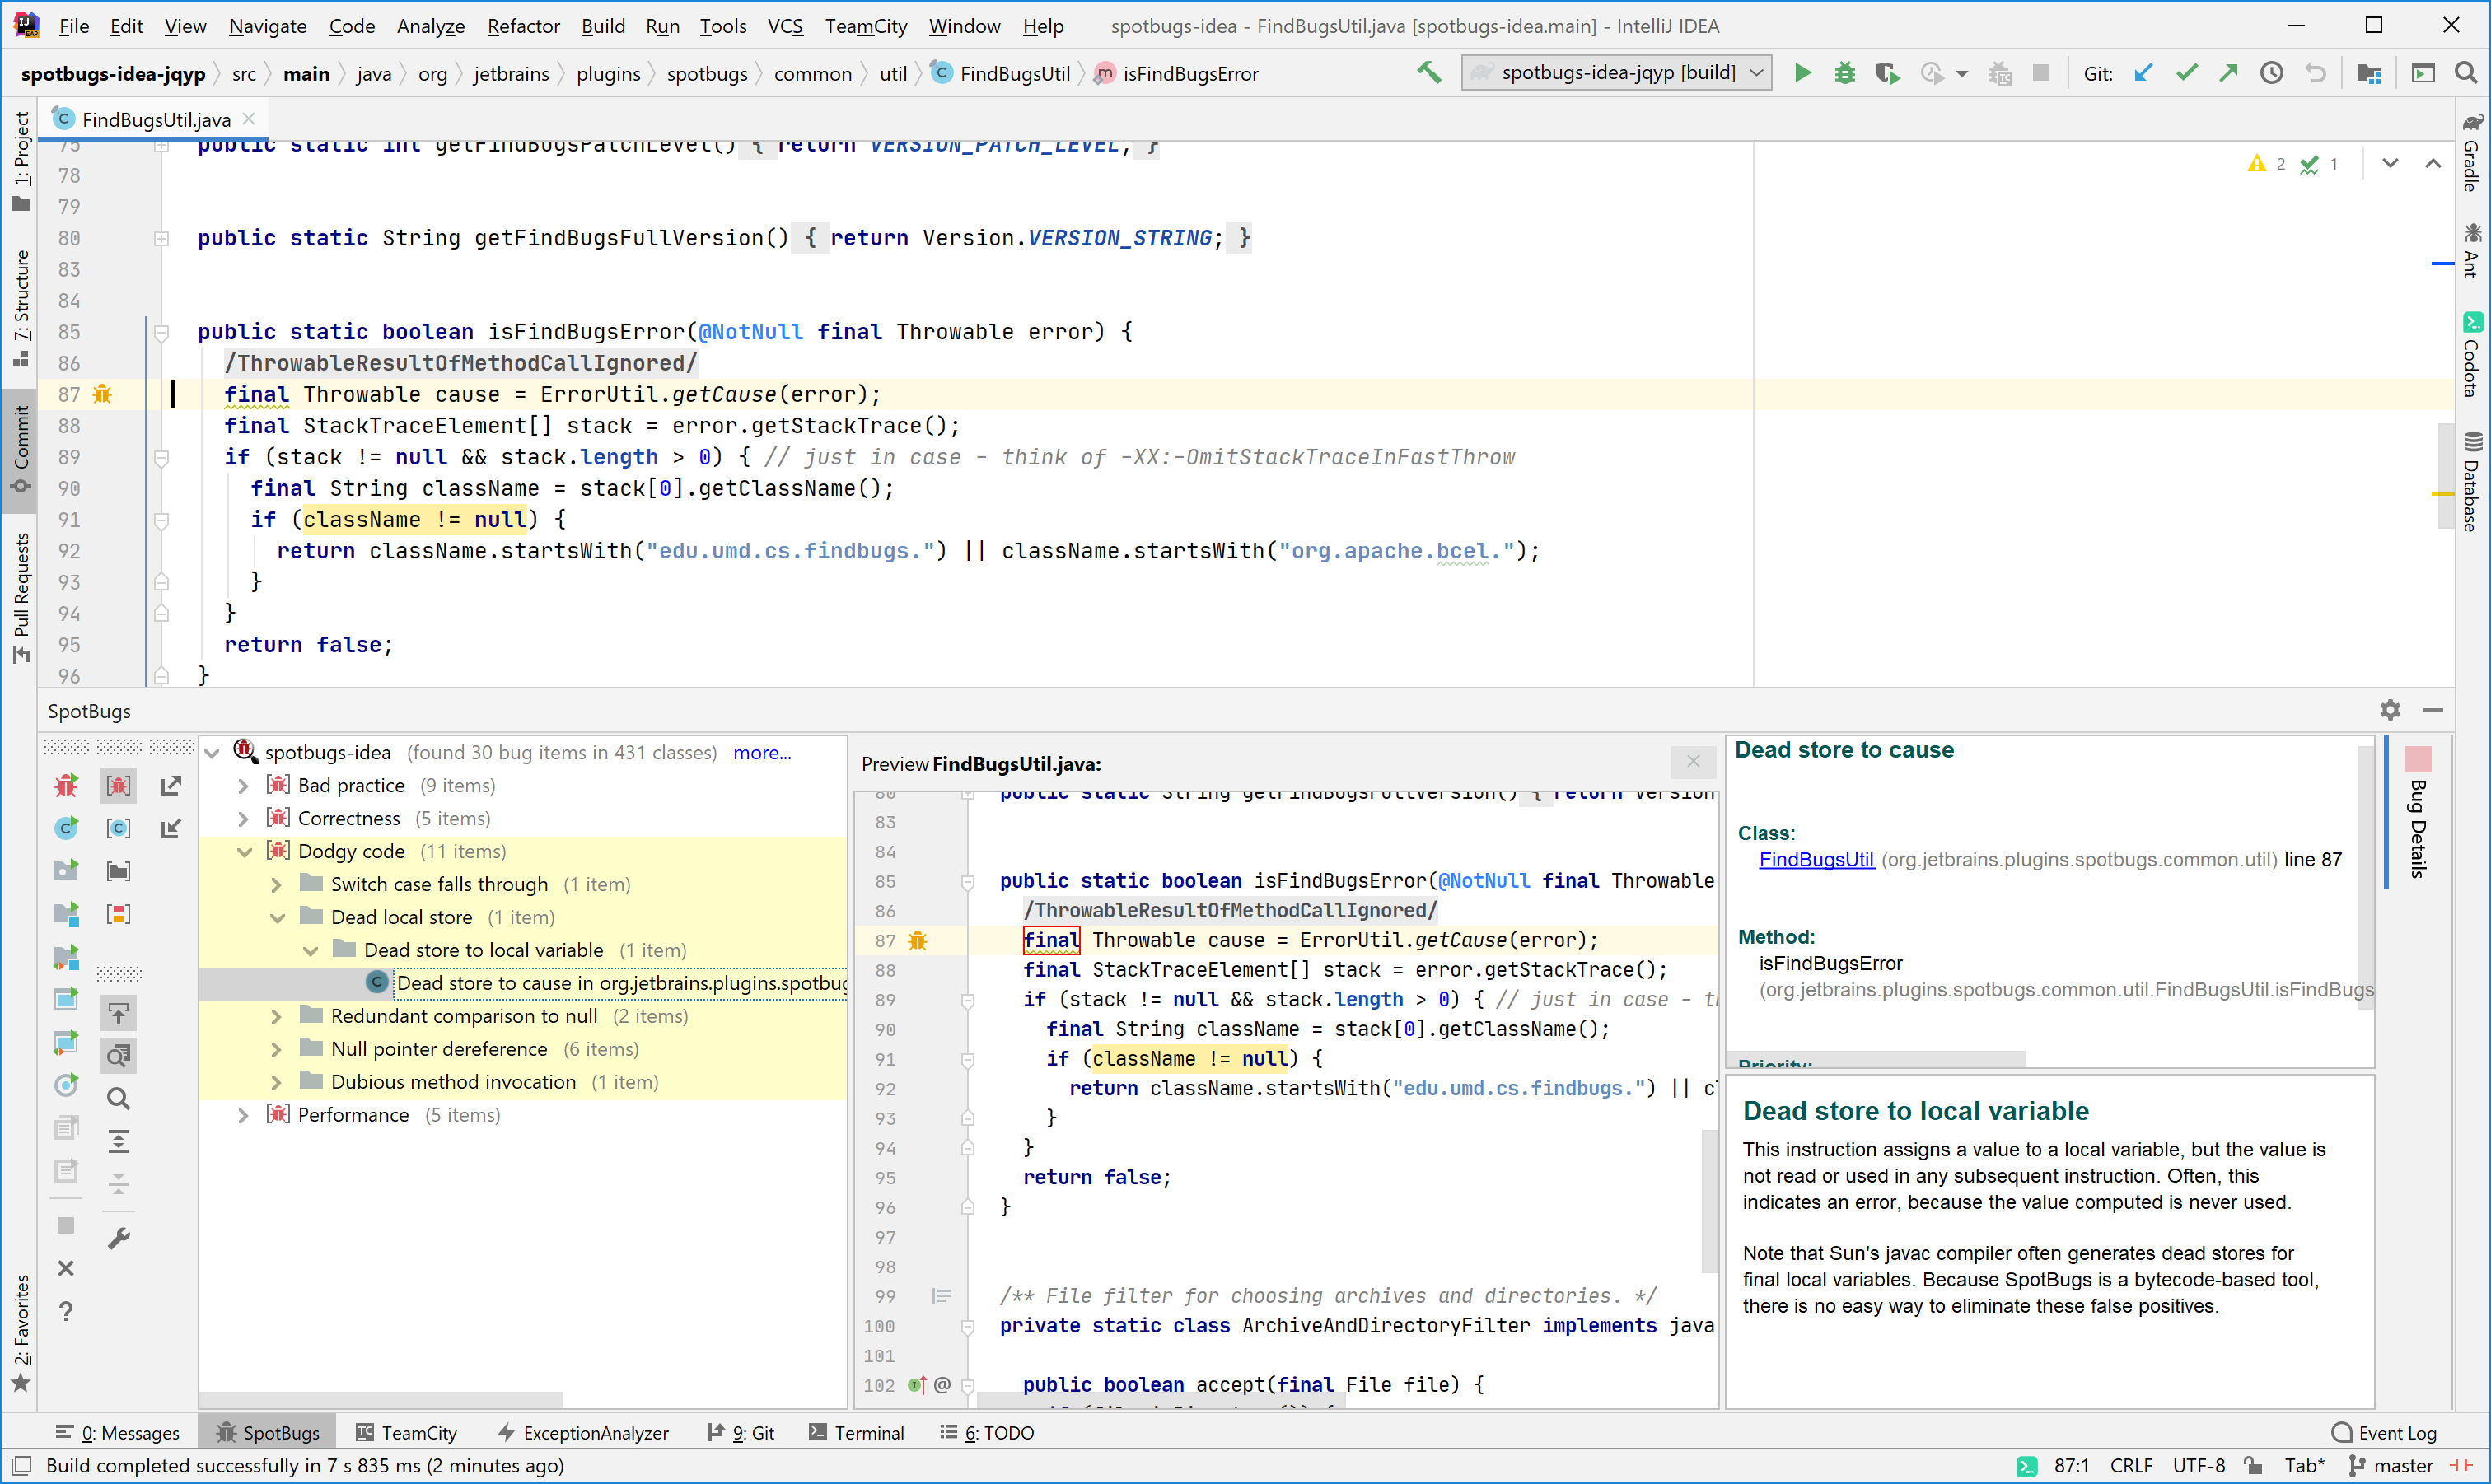 File Edit View Navigate Code Analyze Refactor Build Run Tools VCS TeamCity Window Help spotbugs-idea - FindBugsUtil.java [spotbugs-idea.main] - IntelliJ IDEA
spotbugs-idea-jqyp src main java org jetbrains plugins spotbugs common util FindBugsUtil isFindBugsError spotbugs-idea-jqyp [build] Git:
FindBugsUtil.java
1: Project
7: Structure
Commit
Pull Requests
2: Favorites
Gradle
Ant
Codota
Database
2 1
75 public static int getFindBugsPatchLevel() { return VERSION_PATCH_LEVEL; }
78
79
80 public static String getFindBugsFullVersion() { return Version.VERSION_STRING; }
83
84
85 public static boolean isFindBugsError(@NotNull final Throwable error) {
86 /ThrowableResultOfMethodCallIgnored/
87 final Throwable cause = ErrorUtil.getCause(error);
88 final StackTraceElement[] stack = error.getStackTrace();
89 if (stack != null && stack.length > 0) { // just in case - think of -XX:-OmitStackTraceInFastThrow
90 final String className = stack[0].getClassName();
91 if (className != null) {
92 return className.startsWith("edu.umd.cs.findbugs.") || className.startsWith("org.apache.bcel.");
93 }
94 }
95 return false;
96 }
SpotBugs
spotbugs-idea (found 30 bug items in 431 classes) more...
Bad practice (9 items)
Correctness (5 items)
Dodgy code (11 items)
Switch case falls through (1 item)
Dead local store (1 item)
Dead store to local variable (1 item)
Dead store to cause in org.jetbrains.plugins.spotbug
Redundant comparison to null (2 items)
Null pointer dereference (6 items)
Dubious method invocation (1 item)
Performance (5 items)
Preview FindBugsUtil.java:
80 public static String getFindBugsFullVersion() { return Version
83
84
85 public static boolean isFindBugsError(@NotNull final Throwable
86 /ThrowableResultOfMethodCallIgnored/
87 final Throwable cause = ErrorUtil.getCause(error);
88 final StackTraceElement[] stack = error.getStackTrace();
89 if (stack != null && stack.length > 0) { // just in case - t
90 final String className = stack[0].getClassName();
91 if (className != null) {
92 return className.startsWith("edu.umd.cs.findbugs.") || c
93 }
94 }
95 return false;
96 }
97
98
99 /** File filter for choosing archives and directories. */
100 private static class ArchiveAndDirectoryFilter implements java
101
102 public boolean accept(final File file) {
Dead store to cause
Class:
FindBugsUtil (org.jetbrains.plugins.spotbugs.common.util) line 87
Method:
isFindBugsError
(org.jetbrains.plugins.spotbugs.common.util.FindBugsUtil.isFindBugs
Priority:
Bug Details
Dead store to local variable
This instruction assigns a value to a local variable, but the value is
not read or used in any subsequent instruction. Often, this
indicates an error, because the value computed is never used.
Note that Sun's javac compiler often generates dead stores for
final local variables. Because SpotBugs is a bytecode-based tool,
there is no easy way to eliminate these false positives.
0: Messages SpotBugs TeamCity ExceptionAnalyzer 9: Git Terminal 6: TODO Event Log
Build completed successfully in 7 s 835 ms (2 minutes ago) 87:1 CRLF UTF-8 Tab* master